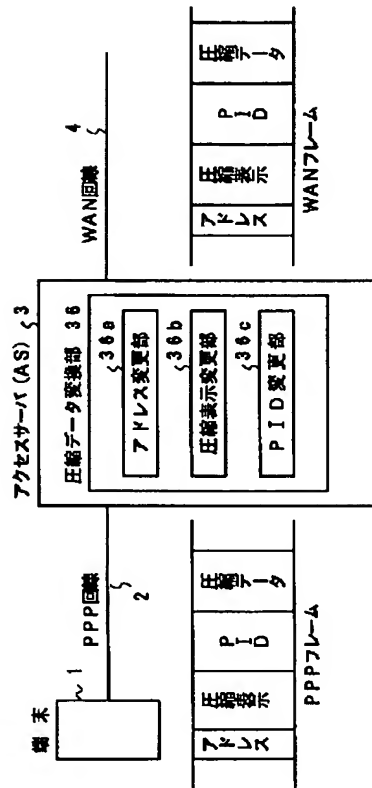 アクセスサーバ(AS) 3
圧縮データ変換部 36
36a
アドレス変更部
36b
圧縮表示変更部
36c
PID変更部
端末 1
PPP回線
2
WAN回線 4
アドレス 圧縮表示 PID 圧縮データ
PPPフレーム
アドレス 圧縮表示 PID 圧縮データ
WANフレーム